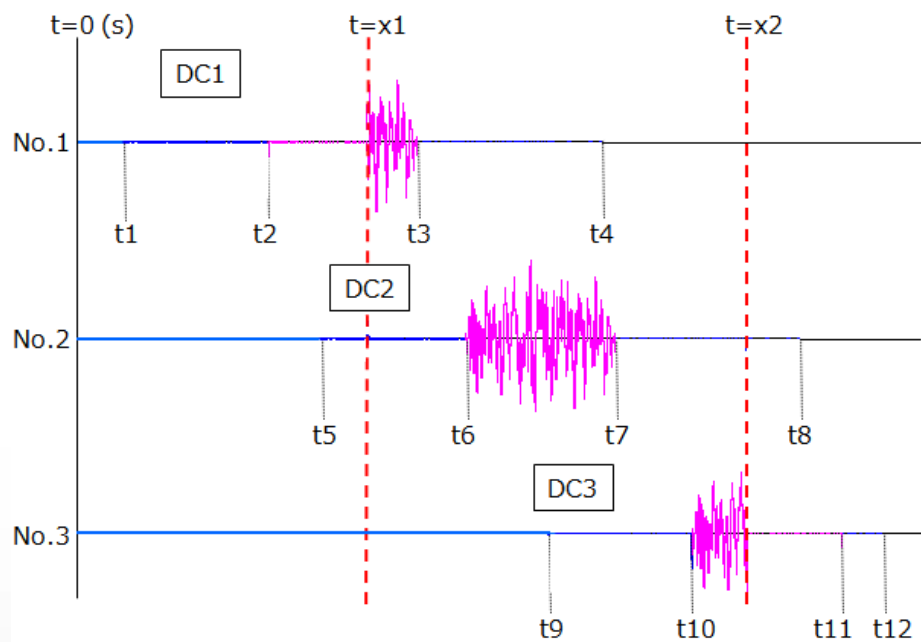 t=0 (s) t=x1 t=x2
DC1
No.1
t1 t2 t3 t4
DC2
No.2
t5 t6 t7 t8
DC3
No.3
t9 t10 t11 t12